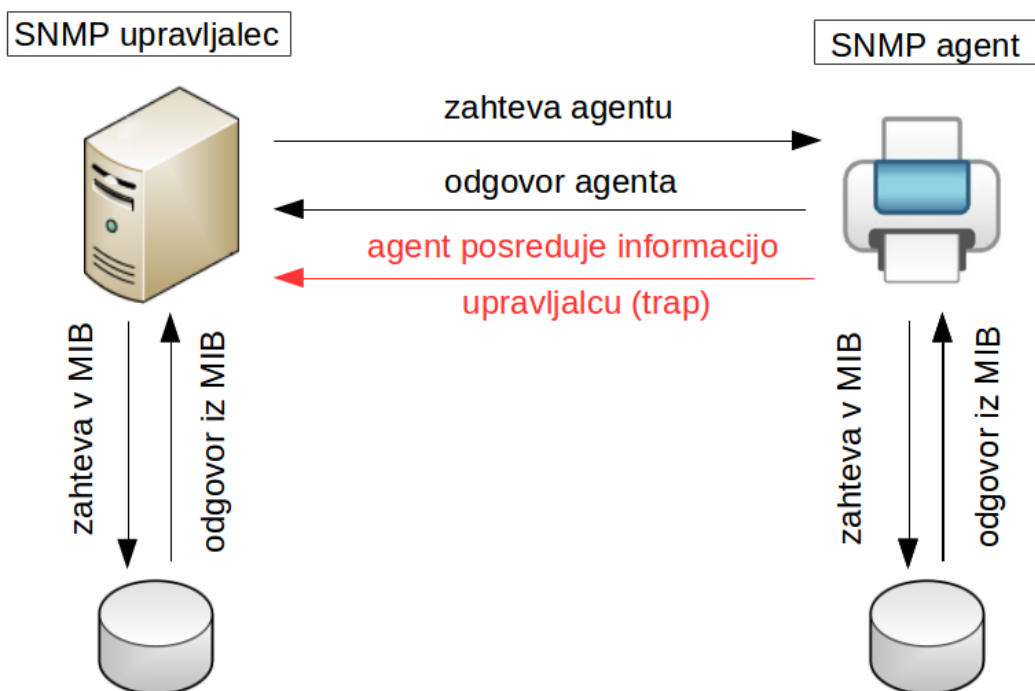 SNMP upravljalec
SNMP agent
zahteva agentu
odgovor agenta
agent posreduje informacijo
upravljalcu (trap)
zahteva v MIB
odgovor iz MIB
zahteva v MIB
odgovor iz MIB